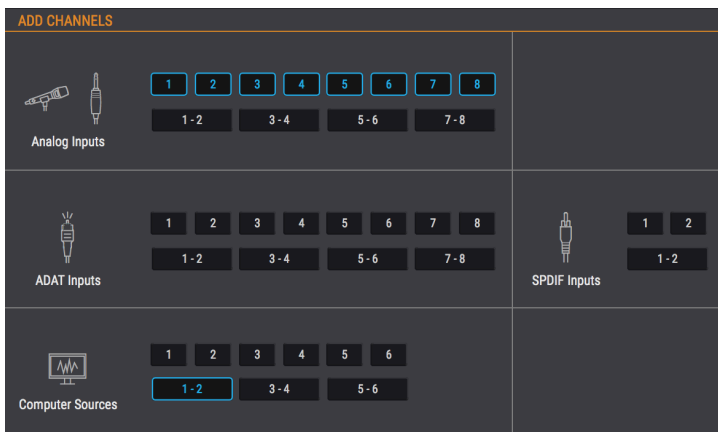 ADD CHANNELS
1 2 3 4 5 6 7 8
1 - 2 3 - 4 5 - 6 7 - 8
Analog Inputs
1 2 3 4 5 6 7 8
1 - 2 3 - 4 5 - 6 7 - 8
ADAT Inputs
1 2
1 - 2
SPDIF Inputs
1 2 3 4 5 6
1 - 2 3 - 4 5 - 6
Computer Sources